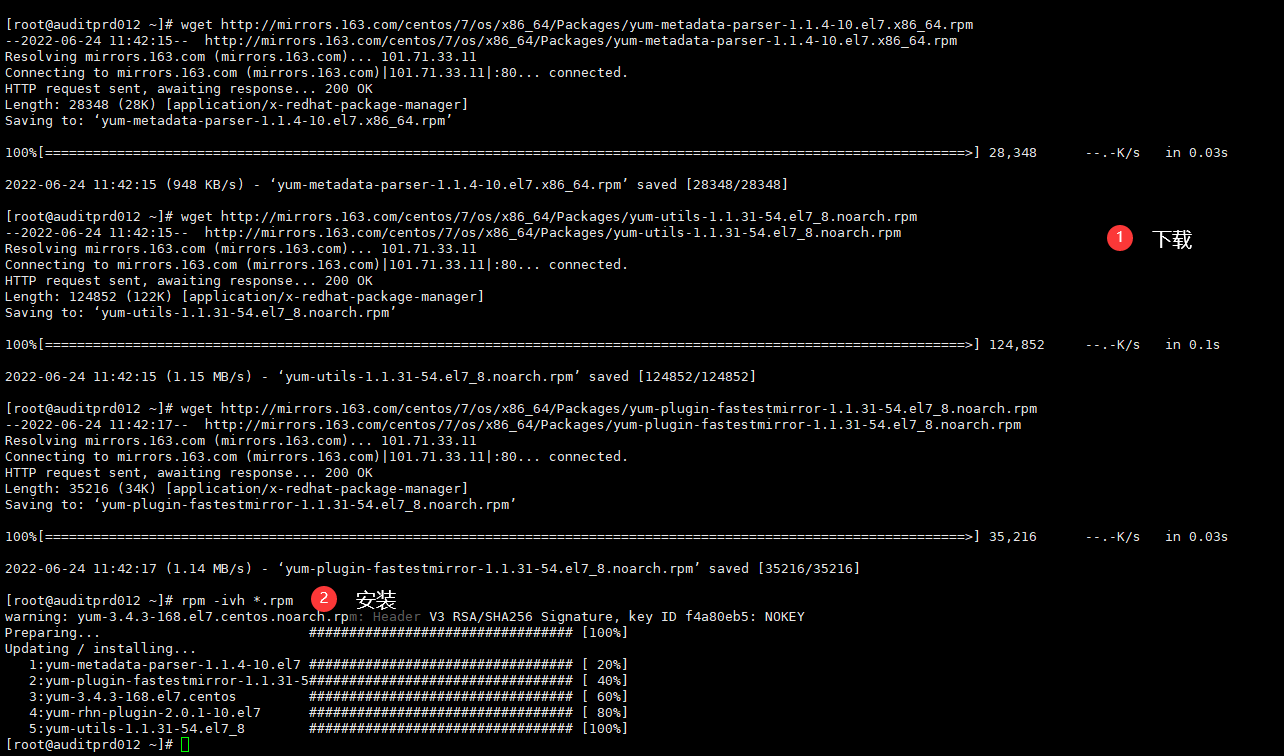 [root@auditprd012 ~]# wget http://mirrors.163.com/centos/7/os/x86_64/Packages/yum-metadata-parser-1.1.4-10.el7.x86_64.rpm
--2022-06-24 11:42:15--  http://mirrors.163.com/centos/7/os/x86_64/Packages/yum-metadata-parser-1.1.4-10.el7.x86_64.rpm
Resolving mirrors.163.com (mirrors.163.com)... 101.71.33.11
Connecting to mirrors.163.com (mirrors.163.com)|101.71.33.11|:80... connected.
HTTP request sent, awaiting response... 200 OK
Length: 28348 (28K) [application/x-redhat-package-manager]
Saving to: ‘yum-metadata-parser-1.1.4-10.el7.x86_64.rpm’
100%[===================================================================================================================>] 28,348      --.-K/s   in 0.03s
2022-06-24 11:42:15 (948 KB/s) - ‘yum-metadata-parser-1.1.4-10.el7.x86_64.rpm’ saved [28348/28348]
[root@auditprd012 ~]# wget http://mirrors.163.com/centos/7/os/x86_64/Packages/yum-utils-1.1.31-54.el7_8.noarch.rpm
--2022-06-24 11:42:15--  http://mirrors.163.com/centos/7/os/x86_64/Packages/yum-utils-1.1.31-54.el7_8.noarch.rpm
1 下载
Resolving mirrors.163.com (mirrors.163.com)... 101.71.33.11
Connecting to mirrors.163.com (mirrors.163.com)|101.71.33.11|:80... connected.
HTTP request sent, awaiting response... 200 OK
Length: 124852 (122K) [application/x-redhat-package-manager]
Saving to: ‘yum-utils-1.1.31-54.el7_8.noarch.rpm’
100%[===================================================================================================================>] 124,852     --.-K/s   in 0.1s
2022-06-24 11:42:15 (1.15 MB/s) - ‘yum-utils-1.1.31-54.el7_8.noarch.rpm’ saved [124852/124852]
[root@auditprd012 ~]# wget http://mirrors.163.com/centos/7/os/x86_64/Packages/yum-plugin-fastestmirror-1.1.31-54.el7_8.noarch.rpm
--2022-06-24 11:42:17--  http://mirrors.163.com/centos/7/os/x86_64/Packages/yum-plugin-fastestmirror-1.1.31-54.el7_8.noarch.rpm
Resolving mirrors.163.com (mirrors.163.com)... 101.71.33.11
Connecting to mirrors.163.com (mirrors.163.com)|101.71.33.11|:80... connected.
HTTP request sent, awaiting response... 200 OK
Length: 35216 (34K) [application/x-redhat-package-manager]
Saving to: ‘yum-plugin-fastestmirror-1.1.31-54.el7_8.noarch.rpm’
100%[===================================================================================================================>] 35,216      --.-K/s   in 0.03s
2022-06-24 11:42:17 (1.14 MB/s) - ‘yum-plugin-fastestmirror-1.1.31-54.el7_8.noarch.rpm’ saved [35216/35216]
[root@auditprd012 ~]# rpm -ivh *.rpm 2 安装
warning: yum-3.4.3-168.el7.centos.noarch.rpm: Header V3 RSA/SHA256 Signature, key ID f4a80eb5: NOKEY
Preparing...                          ################################# [100%]
Updating / installing...
   1:yum-metadata-parser-1.1.4-10.el7 ################################# [ 20%]
   2:yum-plugin-fastestmirror-1.1.31-5################################# [ 40%]
   3:yum-3.4.3-168.el7.centos         ################################# [ 60%]
   4:yum-rhn-plugin-2.0.1-10.el7      ################################# [ 80%]
   5:yum-utils-1.1.31-54.el7_8        ################################# [100%]
[root@auditprd012 ~]#